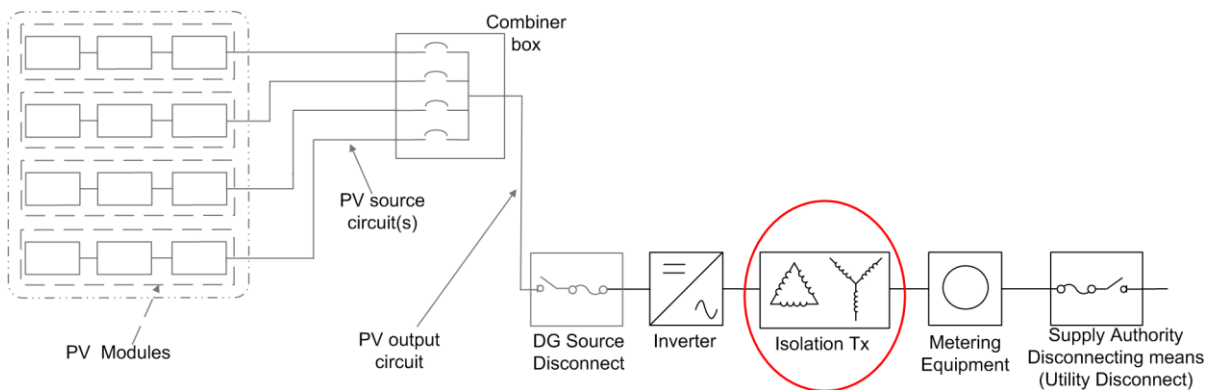 Combiner
box
PV source
circuit(s)
PV Modules
PV output
circuit
DG Source
Disconnect
Inverter
Isolation Tx
Metering
Equipment
Supply Authority
Disconnecting means
(Utility Disconnect)